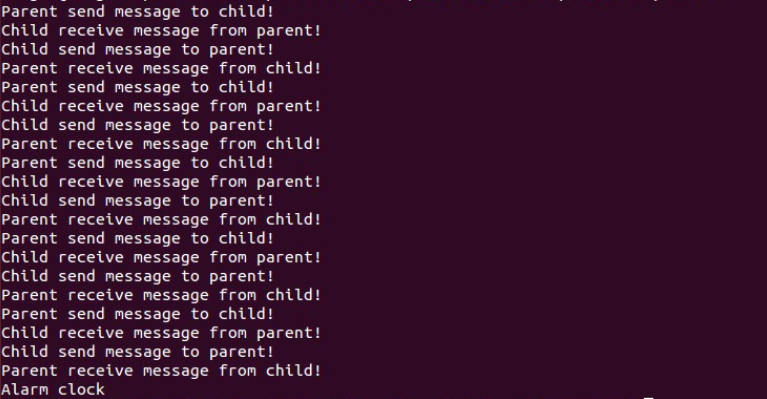 Parent send message to child!
Child receive message from parent!
Child send message to parent!
Parent receive message from child!
Parent send message to child!
Child receive message from parent!
Child send message to parent!
Parent receive message from child!
Parent send message to child!
Child receive message from parent!
Child send message to parent!
Parent receive message from child!
Parent send message to child!
Child receive message from parent!
Child send message to parent!
Parent receive message from child!
Parent send message to child!
Child receive message from parent!
Child send message to parent!
Parent receive message from child!
Alarm clock